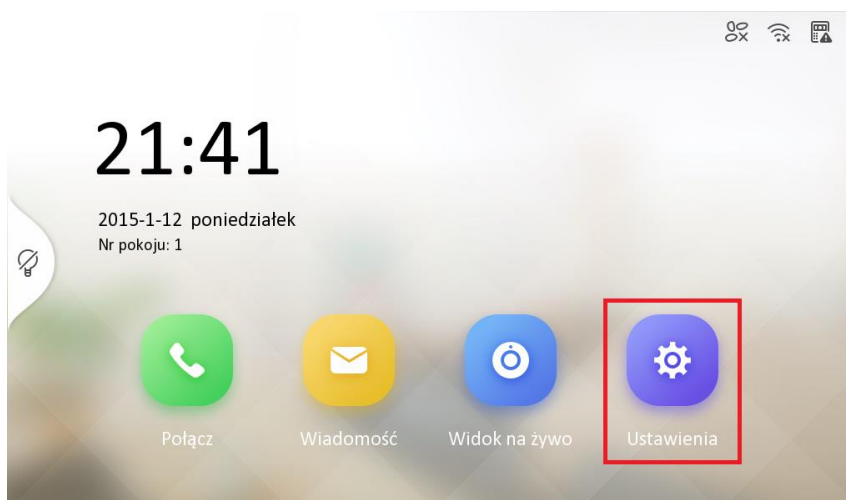 21:41
2015-1-12 poniedziałek
Nr pokoju: 1
Połącz
Wiadomość
Widok na żywo
Ustawienia